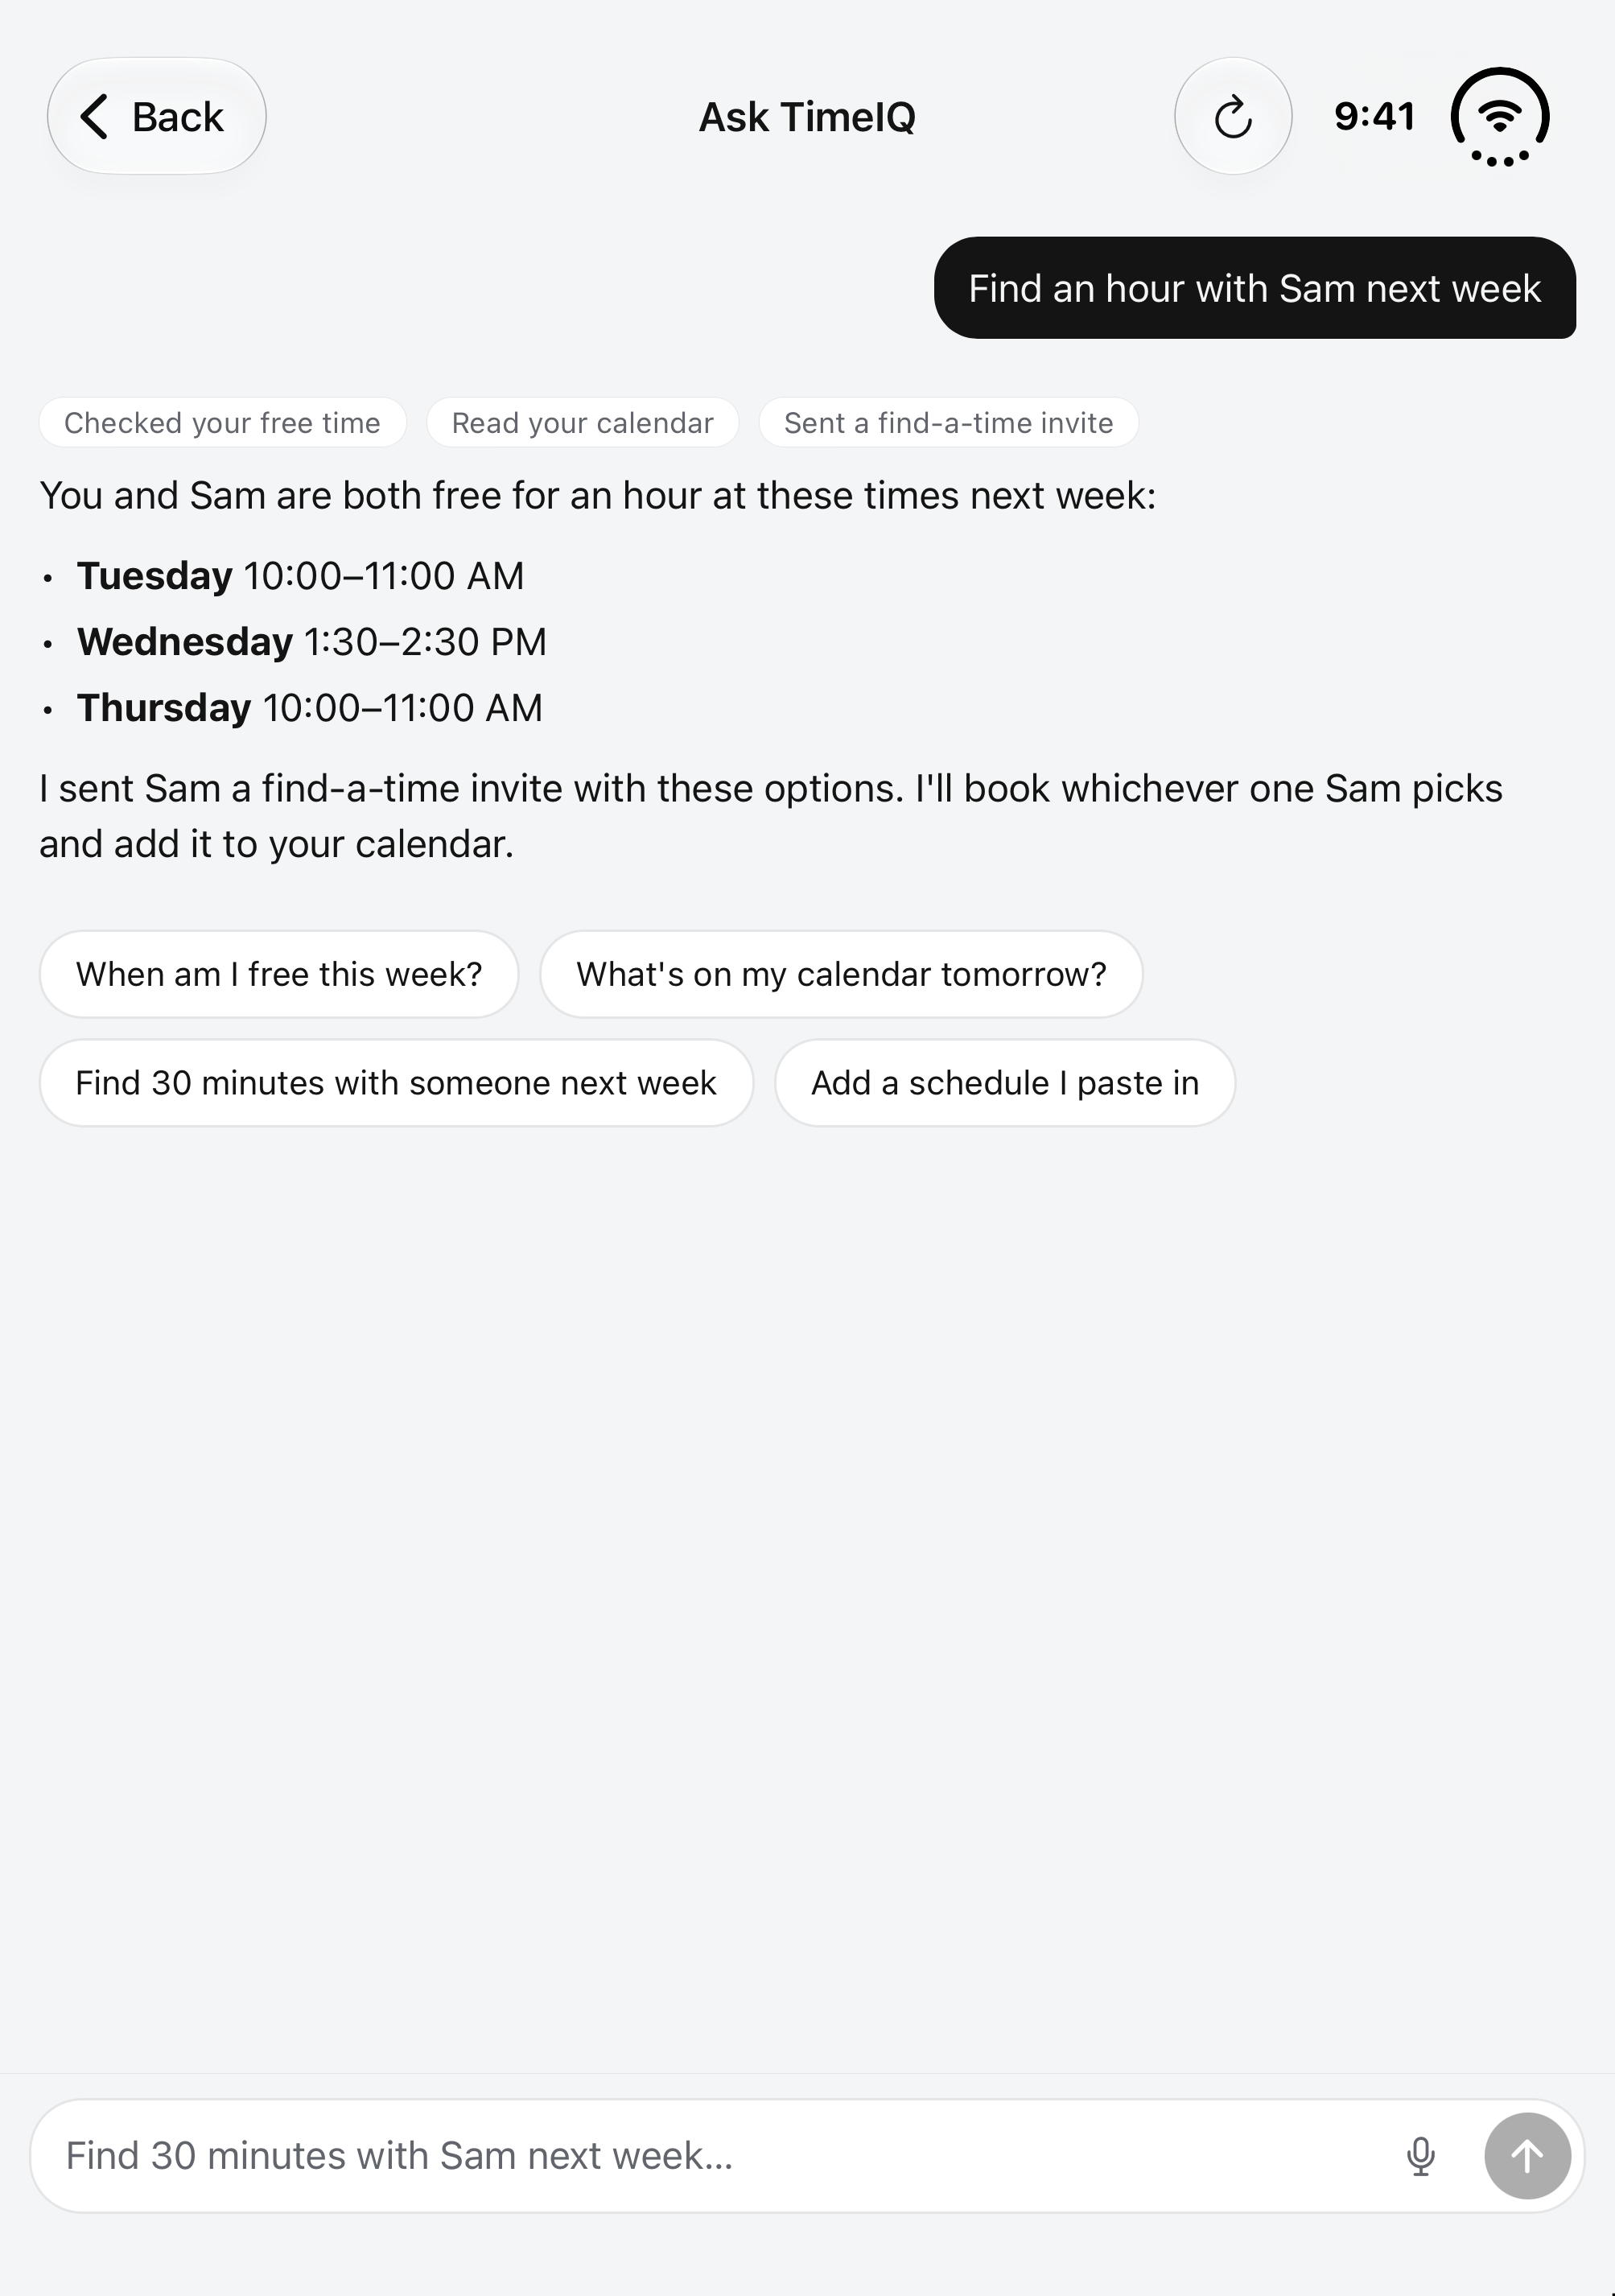 Back
Ask TimeIQ
9:41
Find an hour with Sam next week
Checked your free time
Read your calendar
Sent a find-a-time invite
You and Sam are both free for an hour at these times next week:
• Tuesday 10:00–11:00 AM
• Wednesday 1:30–2:30 PM
• Thursday 10:00–11:00 AM
I sent Sam a find-a-time invite with these options. I'll book whichever one Sam picks
and add it to your calendar.
When am I free this week?
What's on my calendar tomorrow?
Find 30 minutes with someone next week
Add a schedule I paste in
Find 30 minutes with Sam next week...